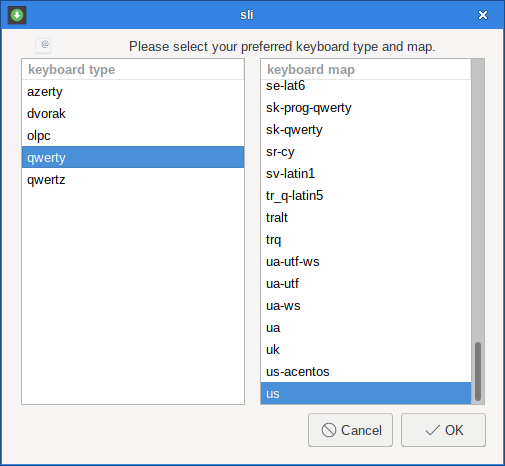 sli
Please select your preferred keyboard type and map.
keyboard type
azerty
dvorak
olpc
qwerty
qwertz
keyboard map
se-lat6
sk-prog-qwerty
sk-qwerty
sr-cy
sv-latin1
tr_q-latin5
tralt
trq
ua-utf-ws
ua-utf
ua-ws
ua
uk
us-acentos
us
Cancel
OK